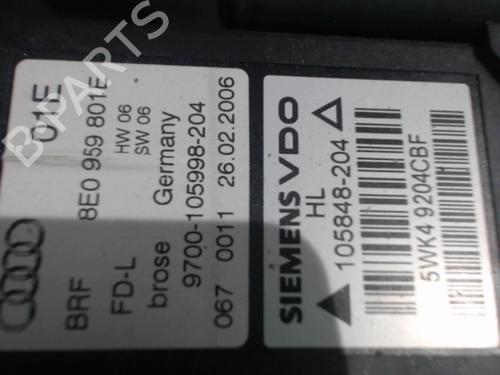 01E
8E0 959 801E
HW 06
SW 06
BRF
FD-L
brose Germany
9700-105998-204
067 0011 26.02.2006
SIEMENS VDO
HL
105848-204
5WK4 9204CBF
B-PARTS